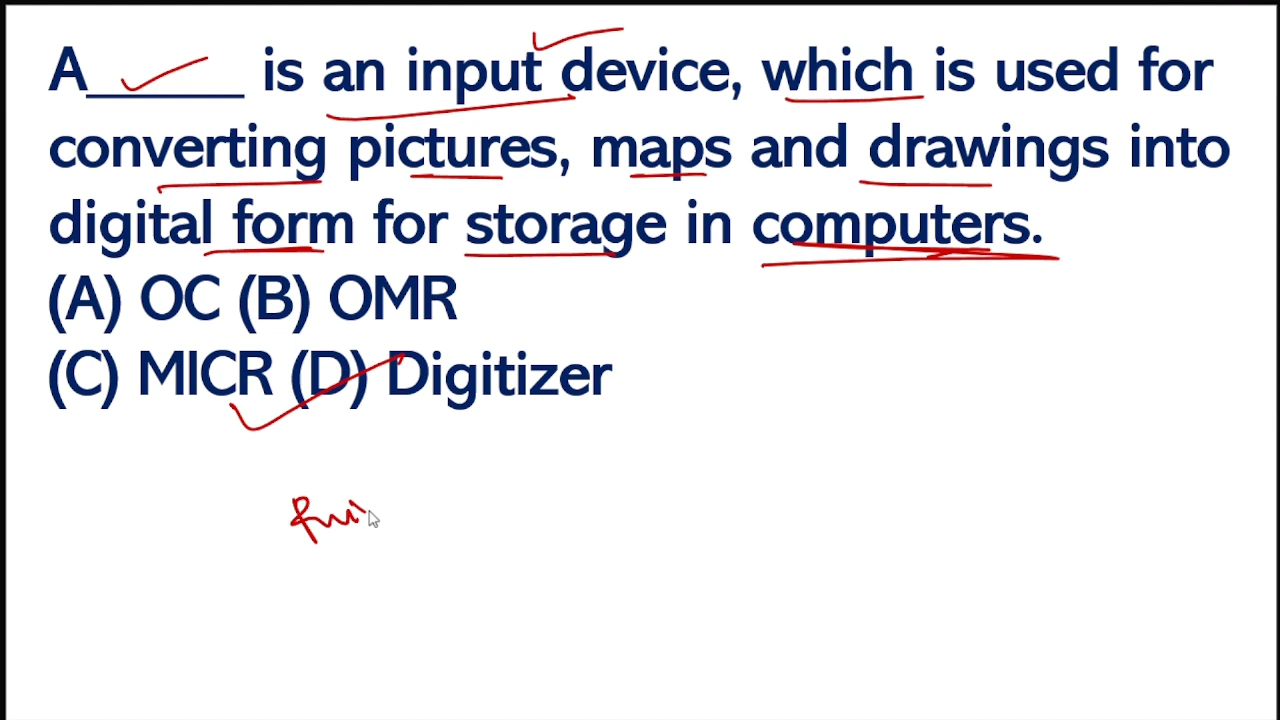 A______ is an input device, which is used for
converting pictures, maps and drawings into
digital form for storage in computers.
(A) OC (B) OMR
(C) MICR (D) Digitizer